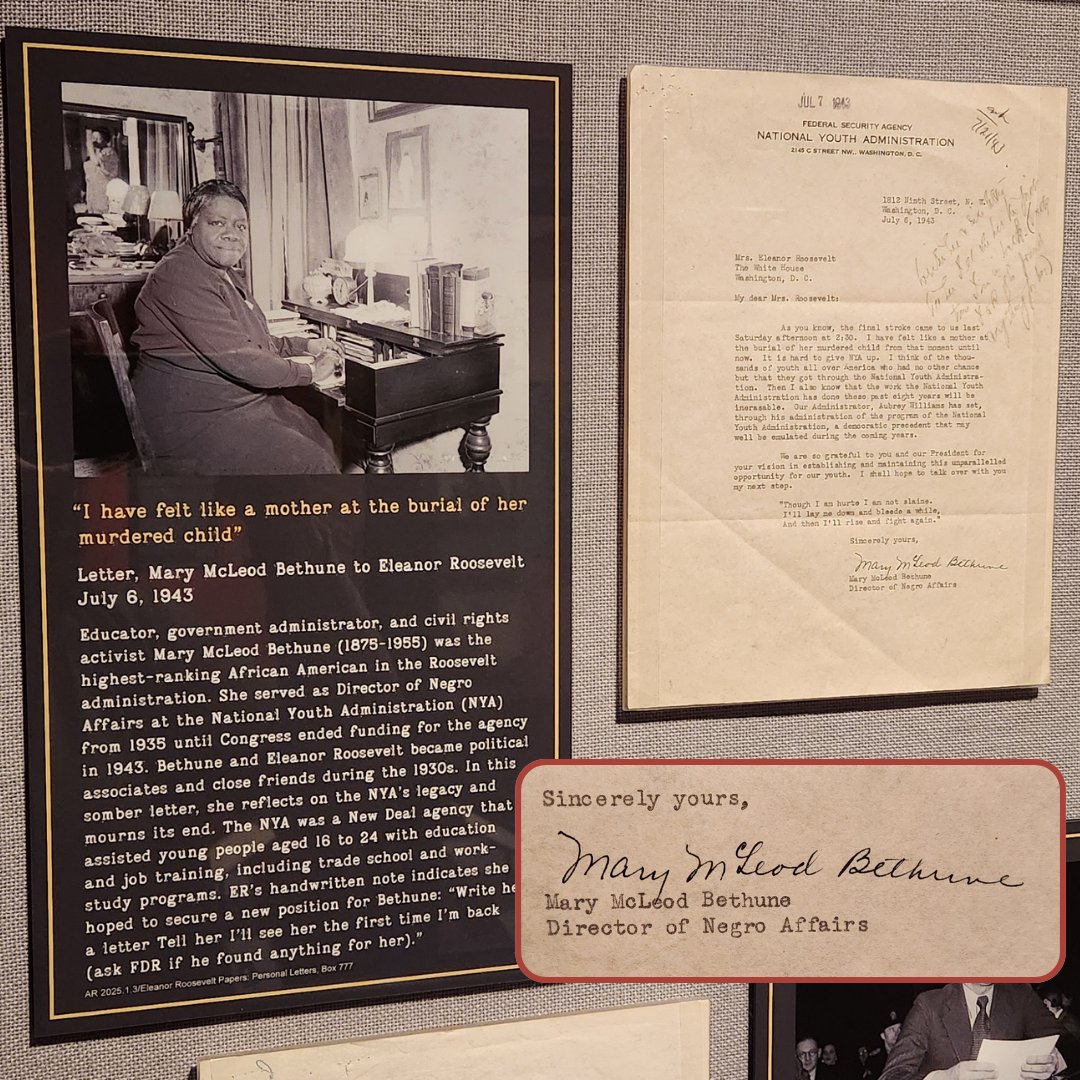 “I have felt like a mother at the burial of her
murdered child”
Letter, Mary McLeod Bethune to Eleanor Roosevelt
July 6, 1943
Educator, government administrator, and civil rights
activist Mary McLeod Bethune (1875-1955) was the
highest-ranking African American in the Roosevelt
administration. She served as Director of Negro
Affairs at the National Youth Administration (NYA)
from 1935 until Congress ended funding for the agency
in 1943. Bethune and Eleanor Roosevelt became political
associates and close friends during the 1930s. In this
somber letter, she reflects on the NYA's legacy and
mourns its end. The NYA was a New Deal agency that
assisted young people aged 16 to 24 with education
and job training, including trade school and work-
study programs. ER's handwritten note indicates she
hoped to secure a new position for Bethune: “Write he
a letter Tell her I'll see her the first time I'm back
(ask FDR if he found anything for her).”
AR 2025.1.3/Eleanor Roosevelt Papers: Personal Letters, Box 777
JUL 7 1943
FEDERAL SECURITY AGENCY
NATIONAL YOUTH ADMINISTRATION
2145 C STREET NW., WASHINGTON, D. C.
7/21/43
1812 Ninth Street, N. W.
Washington, D. C.
July 6, 1943
Mrs. Eleanor Roosevelt
The White House
Washington, D. C.
My dear Mrs. Roosevelt:
As you know, the final stroke came to us last
Saturday afternoon at 2:30. I have felt like a mother at
the burial of her murdered child from that moment until
now. It is hard to give NYA up. I think of the thou-
sands of youth all over America who had no other chance
but that they got through the National Youth Administra-
tion. Then I also know that the work the National Youth
Administration has done these past eight years will be
inerasable. Our Administrator, Aubrey Williams has set,
through his administration of the program of the National
Youth Administration, a democratic precedent that may
well be emulated during the coming years.
We are so grateful to you and our President for
your vision in establishing and maintaining this unparallelled
opportunity for our youth. I shall hope to talk over with you
my next step.
"Though I am hurte I am not slaine.
I'll lay me down and bleede a while,
And then I'll rise and fight again."
Sincerely yours,
Mary McLeod Bethune
Mary McLeod Bethune
Director of Negro Affairs
Sincerely yours,
Mary McLeod Bethune
Mary McLeod Bethune
Director of Negro Affairs